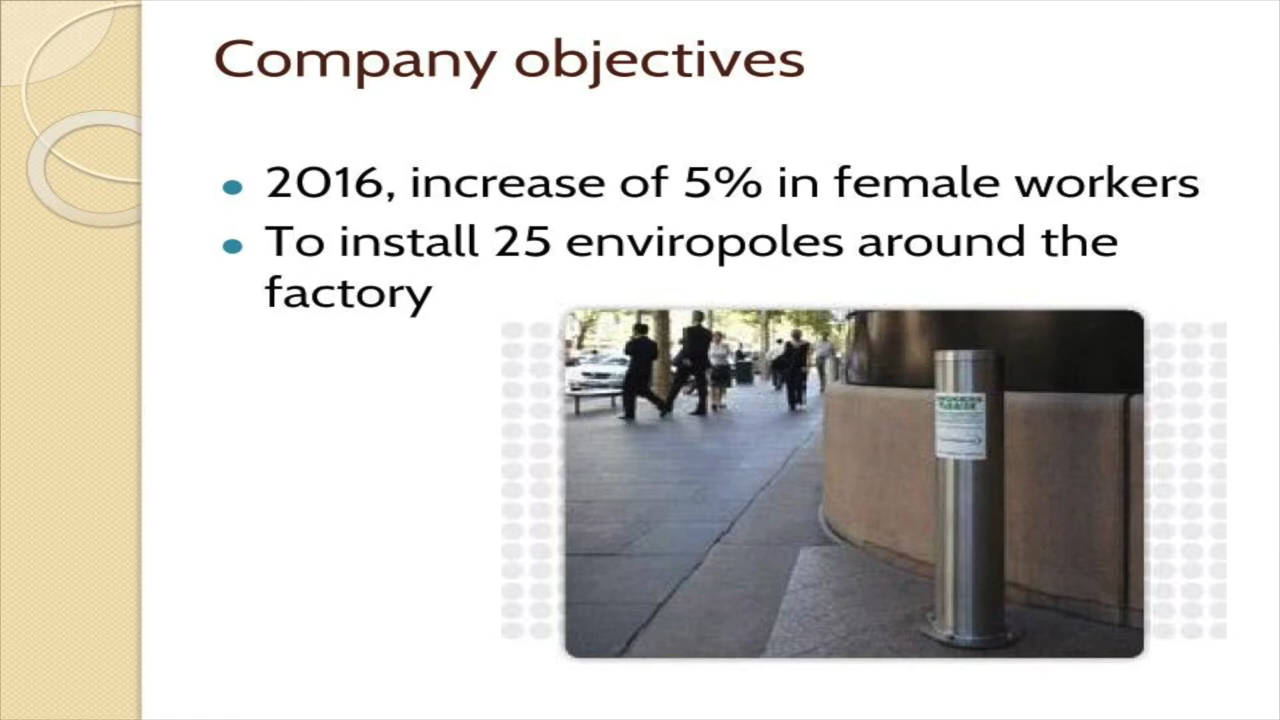 Company objectives
2016, increase of 5% in female workers
To install 25 enviropoles around the
factory